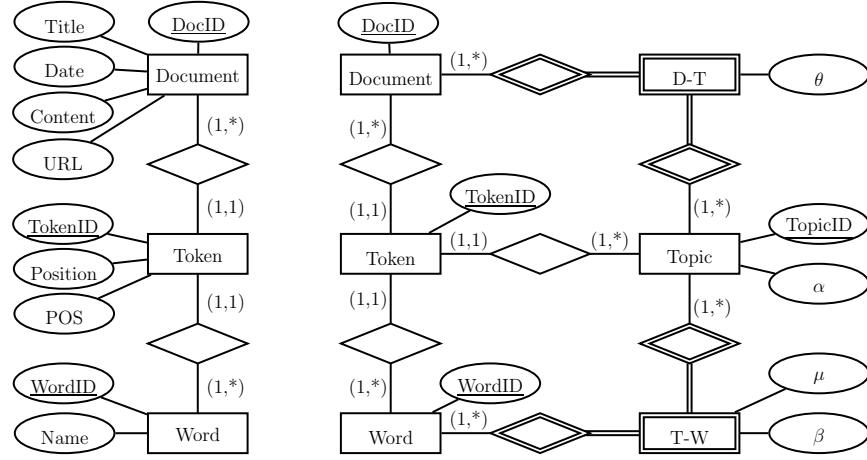 Title
DocID
Date
Document
Content
URL
(1,*)
(1,1)
TokenID
Position
Token
POS
(1,1)
(1,*)
WordID
Name
Word
DocID
Document
(1,*)
D-T
θ
(1,*)
(1,1)
TokenID
(1,*)
Token
(1,1)
(1,*)
Topic
TopicID
α
(1,1)
(1,*)
(1,*)
WordID
Word
(1,*)
T-W
μ
β